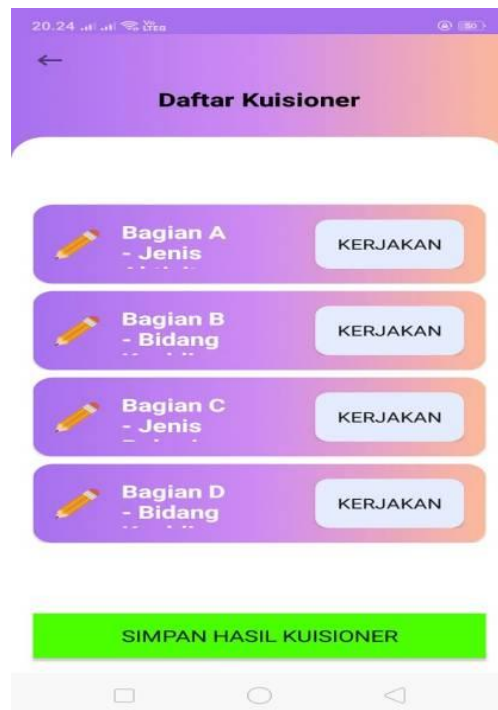 20.24
Daftar Kuisioner
Bagian A
- Jenis
KERJAKAN
Bagian B
- Bidang
KERJAKAN
Bagian C
- Jenis
KERJAKAN
Bagian D
- Bidang
KERJAKAN
SIMPAN HASIL KUISIONER